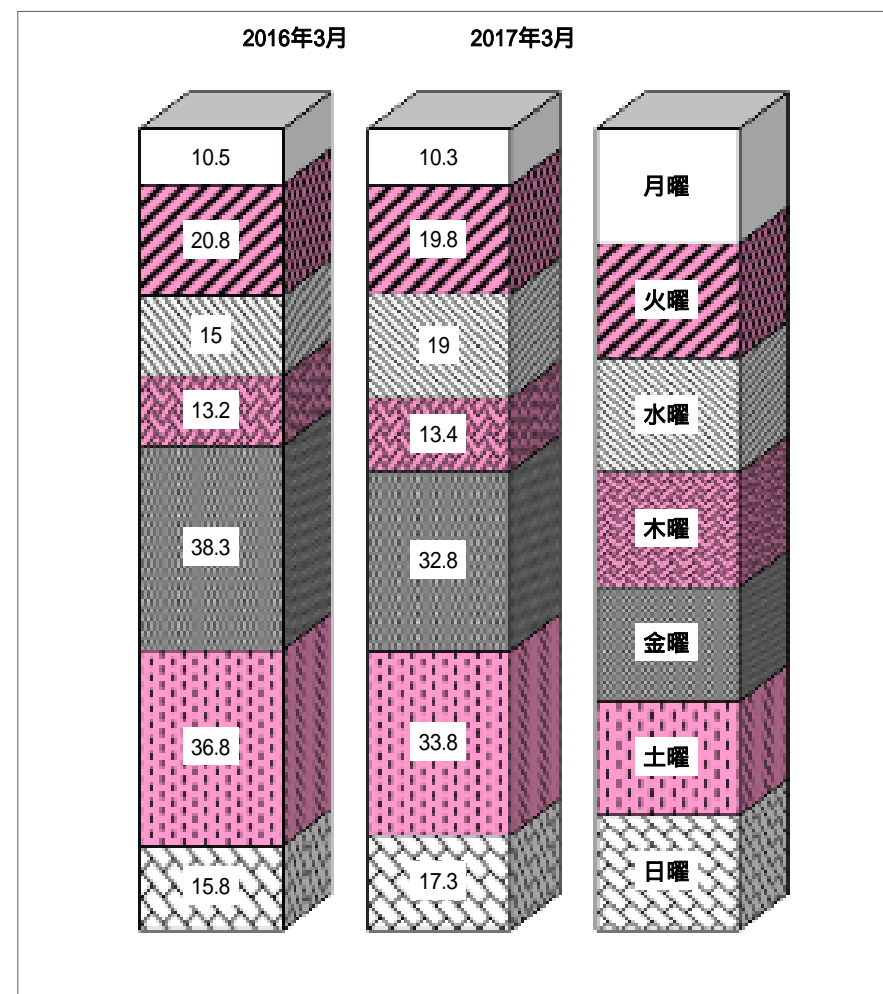 2016年3月 2017年3月
10.5 10.3 月曜
20.8 19.8 火曜
15 19 水曜
13.2 13.4 木曜
38.3 32.8 金曜
36.8 33.8 土曜
15.8 17.3 日曜